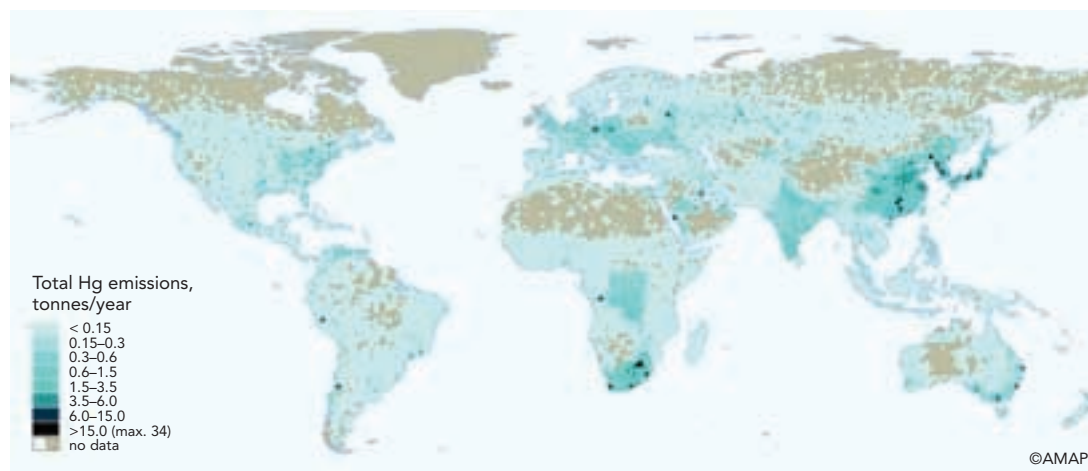 Total Hg emissions,
tonnes/year
< 0.15
0.15–0.3
0.3–0.6
0.6–1.5
1.5–3.5
3.5–6.0
6.0–15.0
>15.0 (max. 34)
no data
©AMAP